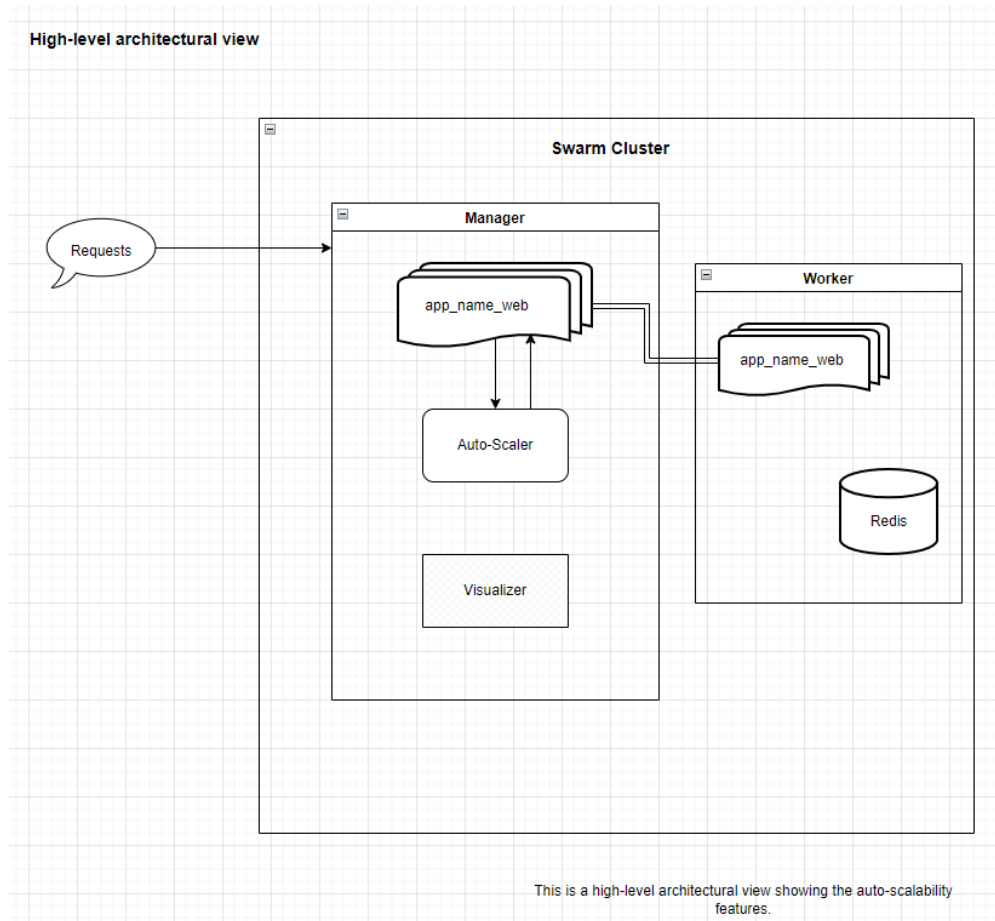 High-level architectural view
Swarm Cluster
Manager
Requests
Worker
app_name_web
app_name_web
Auto-Scaler
Redis
Visualizer
This is a high-level architectural view showing the auto-scalability
features.